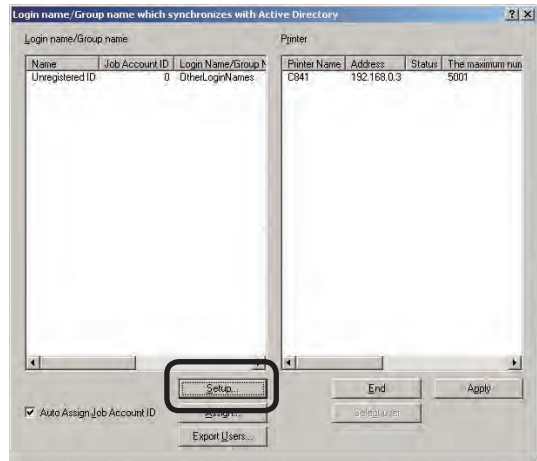 Login name/Group name which synchronizes with Active Directory
Login name/Group name
Name Job Account ID Login Name/Group N
Unregistered ID 0 OtherLoginNames
Printer
Printer Name Address Status The maximum num
C841 192.168.0.3 5001
Setup...
End
Apply
Auto Assign Job Account ID
Assign...
Select user
Export Users...